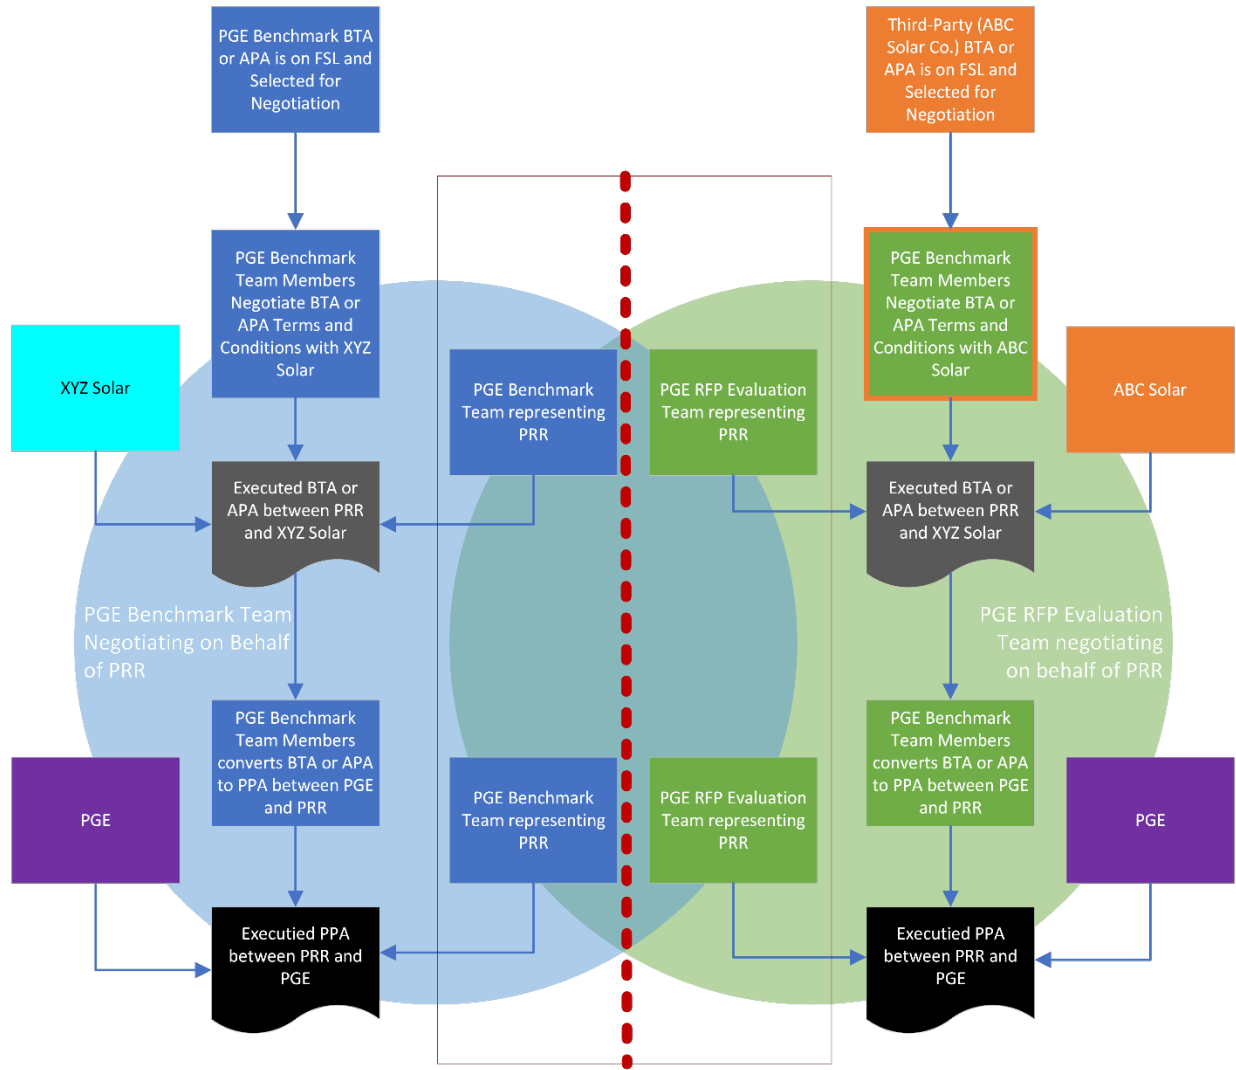 PGE Benchmark BTA
or APA is on FSL and
Selected for
Negotiation
Third-Party (ABC
Solar Co.) BTA or
APA is on FSL and
Selected for
Negotiation
PGE Benchmark
Team Members
Negotiate BTA or
APA Terms and
Conditions with XYZ
Solar
PGE Benchmark
Team Members
Negotiate BTA or
APA Terms and
Conditions with ABC
Solar
XYZ Solar
PGE Benchmark
Team representing
PRR
PGE RFP Evaluation
Team representing
PRR
ABC Solar
Executed BTA or
APA between PRR
and XYZ Solar
Executed BTA or
APA between PRR
and XYZ Solar
PGE Benchmark Team
Negotiating on Behalf
of PRR
PGE RFP Evaluation
Team negotiating
on behalf of PRR
PGE Benchmark
Team Members
converts BTA or APA
to PPA between PGE
and PRR
PGE Benchmark
Team Members
converts BTA or APA
to PPA between PGE
and PRR
PGE
PGE Benchmark
Team representing
PRR
PGE RFP Evaluation
Team representing
PRR
PGE
Executied PPA
between PRR and
PGE
Executied PPA
between PRR and
PGE